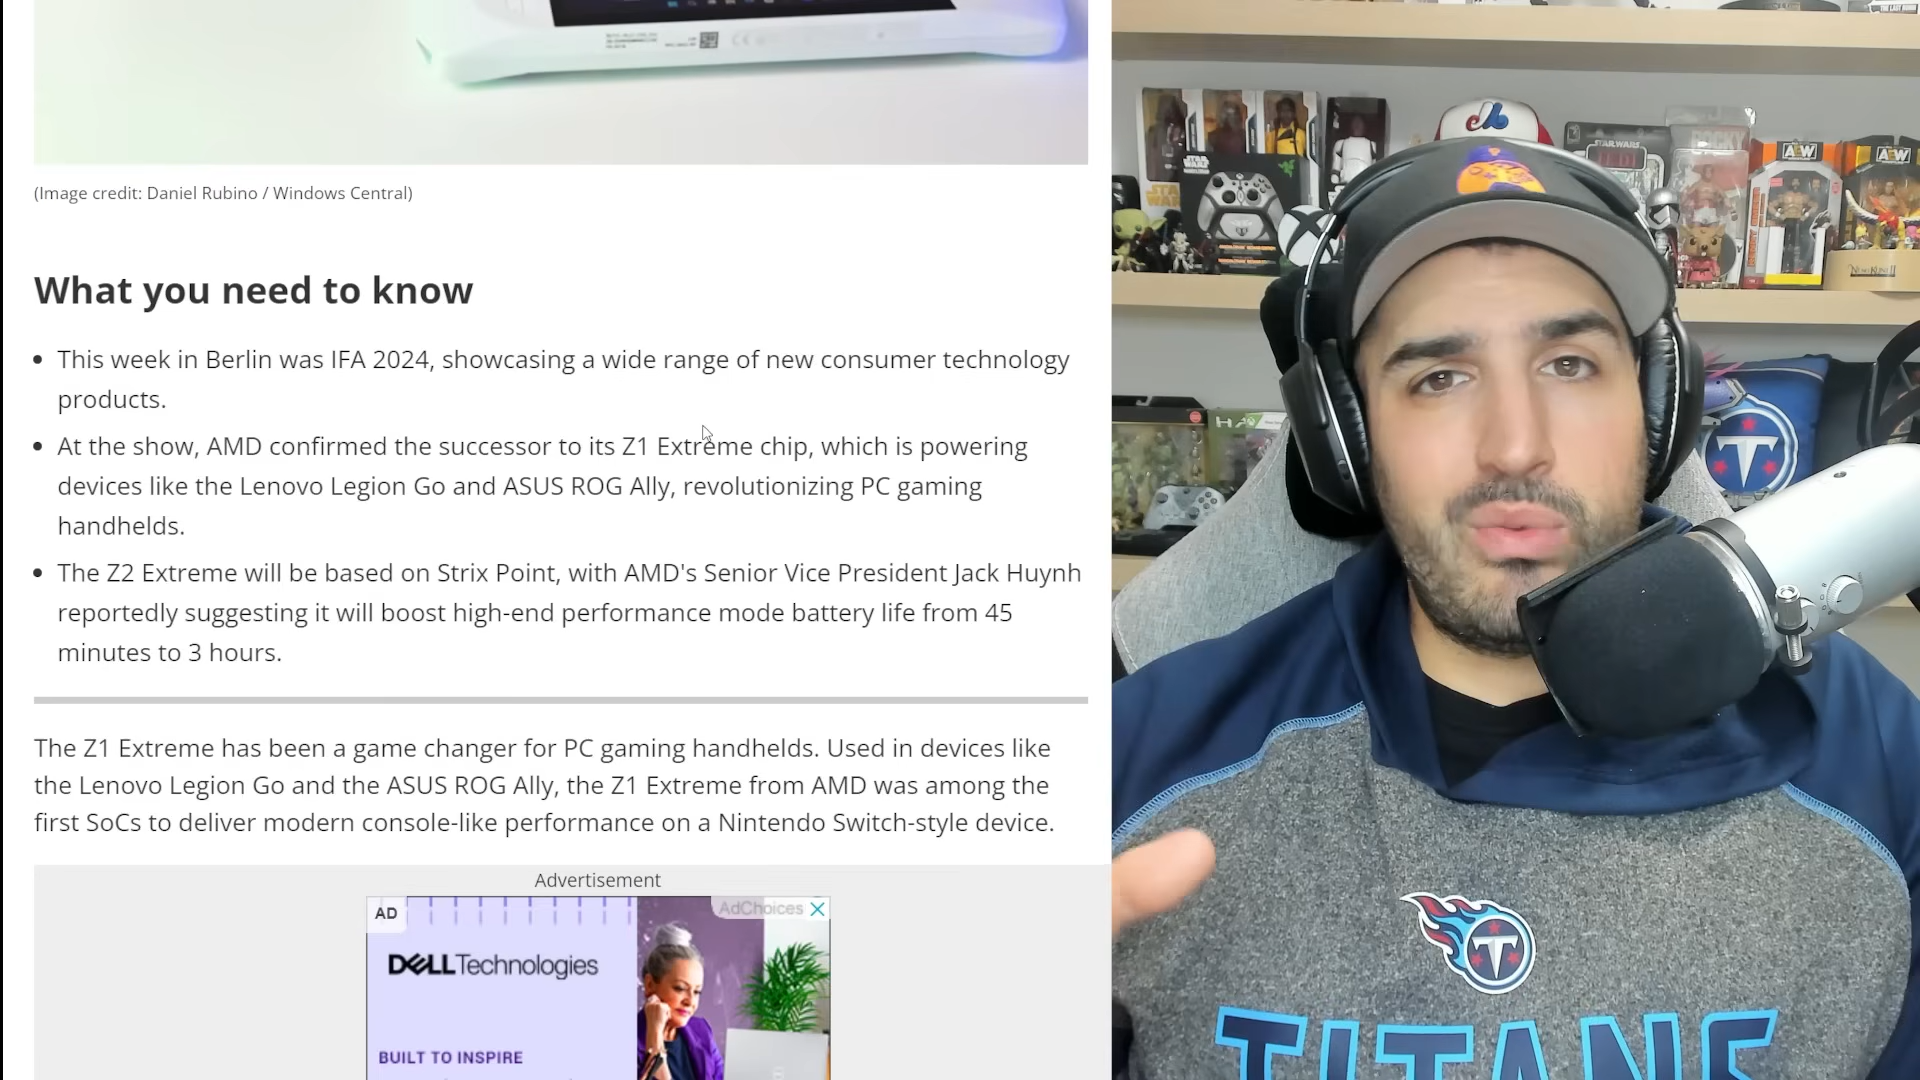 (Image credit: Daniel Rubino / Windows Central)
What you need to know
This week in Berlin was IFA 2024, showcasing a wide range of new consumer technology
products.
At the show, AMD confirmed the successor to its Z1 Extreme chip, which is powering
devices like the Lenovo Legion Go and ASUS ROG Ally, revolutionizing PC gaming
handhelds.
The Z2 Extreme will be based on Strix Point, with AMD's Senior Vice President Jack Huynh
reportedly suggesting it will boost high-end performance mode battery life from 45
minutes to 3 hours.
The Z1 Extreme has been a game changer for PC gaming handhelds. Used in devices like
the Lenovo Legion Go and the ASUS ROG Ally, the Z1 Extreme from AMD was among the
first SoCs to deliver modern console-like performance on a Nintendo Switch-style device.
Advertisement
AD
AdChoices
DELLTechnologies
BUILT TO INSPIRE
STAR WARS
STAR WARS
ROCKY
AEW
AEW
T
TITANS